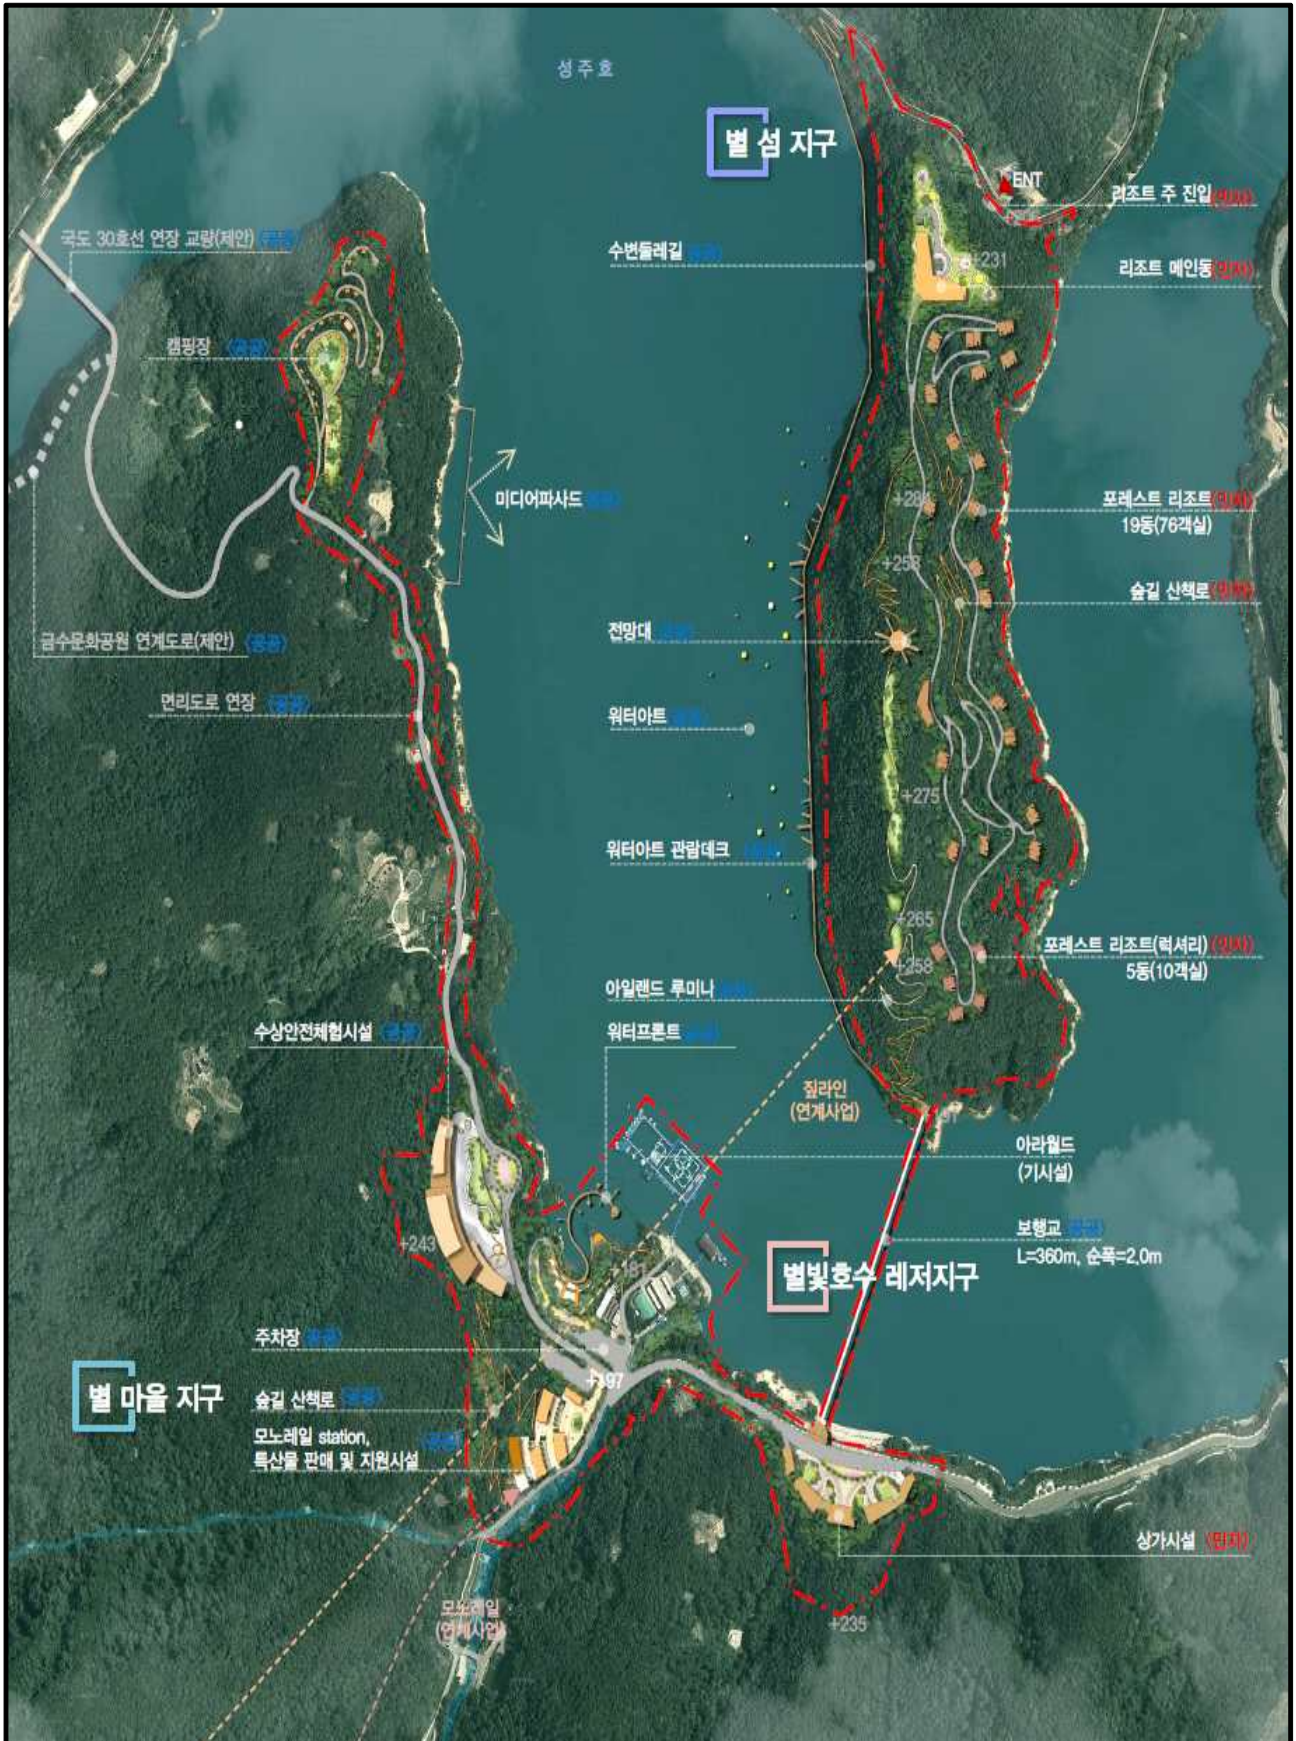 성주호
별 섬 지구
ENT
리조트 주 진입(민자)
국도 30호선 연장 교량(제안) (공공)
수변둘레길 (공공)
+231
리조트 메인동(민자)
캠핑장 (공공)
미디어파사드 (공공)
+284
포레스트 리조트(민자)
19동(76객실)
+258
숲길 산책로(민자)
금수문화공원 연계도로(제안) (공공)
전망대 (공공)
면리도로 연장 (공공)
워터아트 (공공)
+275
워터아트 관람데크 (공공)
+265
포레스트 리조트(럭셔리)(민자)
5동(10객실)
+258
아일랜드 루미나 (공공)
수상안전체험시설 (공공)
워터프론트 (공공)
짚라인
(연계사업)
아라월드
(기시설)
보행교 (공공)
L=360m, 순폭=2.0m
+243
별빛호수 레저지구
주차장 (공공)
+197
별 마을 지구
숲길 산책로 (공공)
모노레일 station, (공공)
특산물 판매 및 지원시설
상가시설 (민자)
모노레일
(연계사업)
+235